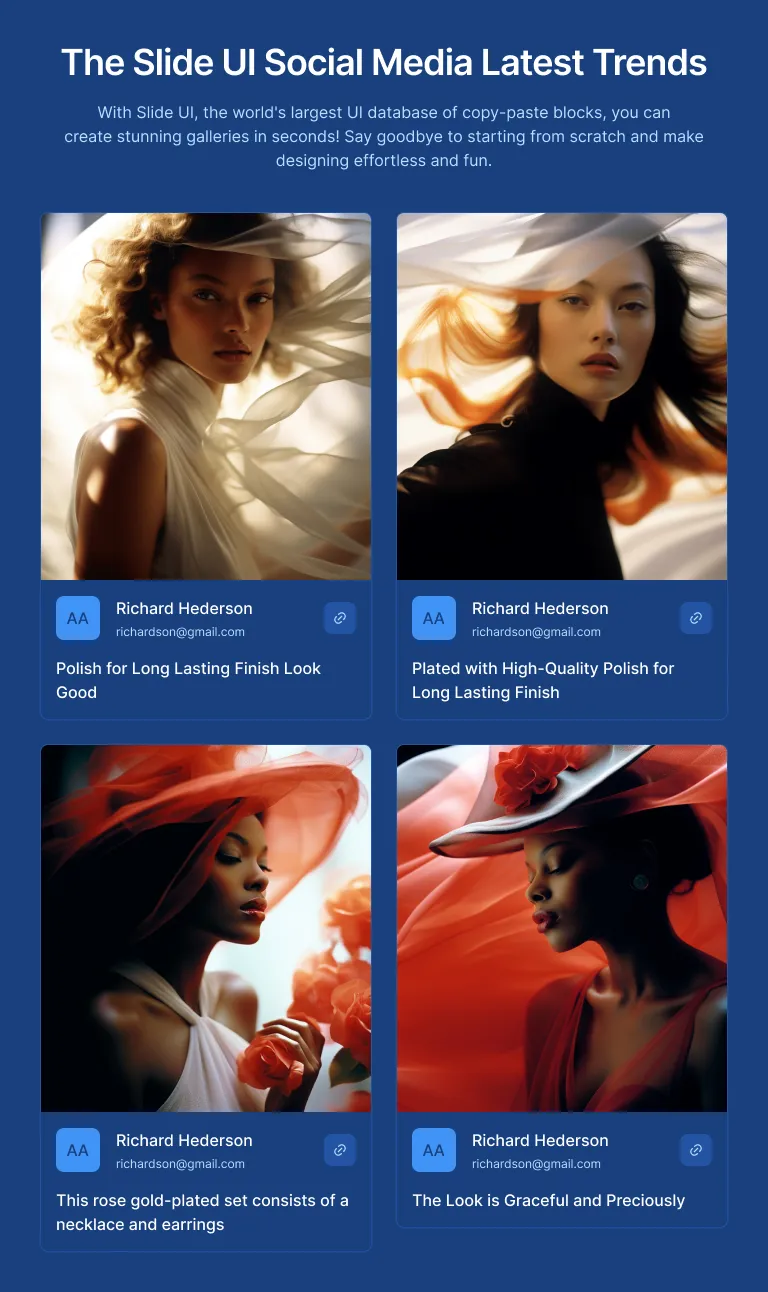 The Slide UI Social Media Latest Trends
With Slide UI, the world's largest UI database of copy-paste blocks, you can
create stunning galleries in seconds! Say goodbye to starting from scratch and make
designing effortless and fun.
AA
Richard Hederson
richardson@gmail.com
Polish for Long Lasting Finish Look
Good
AA
Richard Hederson
richardson@gmail.com
Plated with High-Quality Polish for
Long Lasting Finish
AA
Richard Hederson
richardson@gmail.com
This rose gold-plated set consists of a
necklace and earrings
AA
Richard Hederson
richardson@gmail.com
The Look is Graceful and Preciously